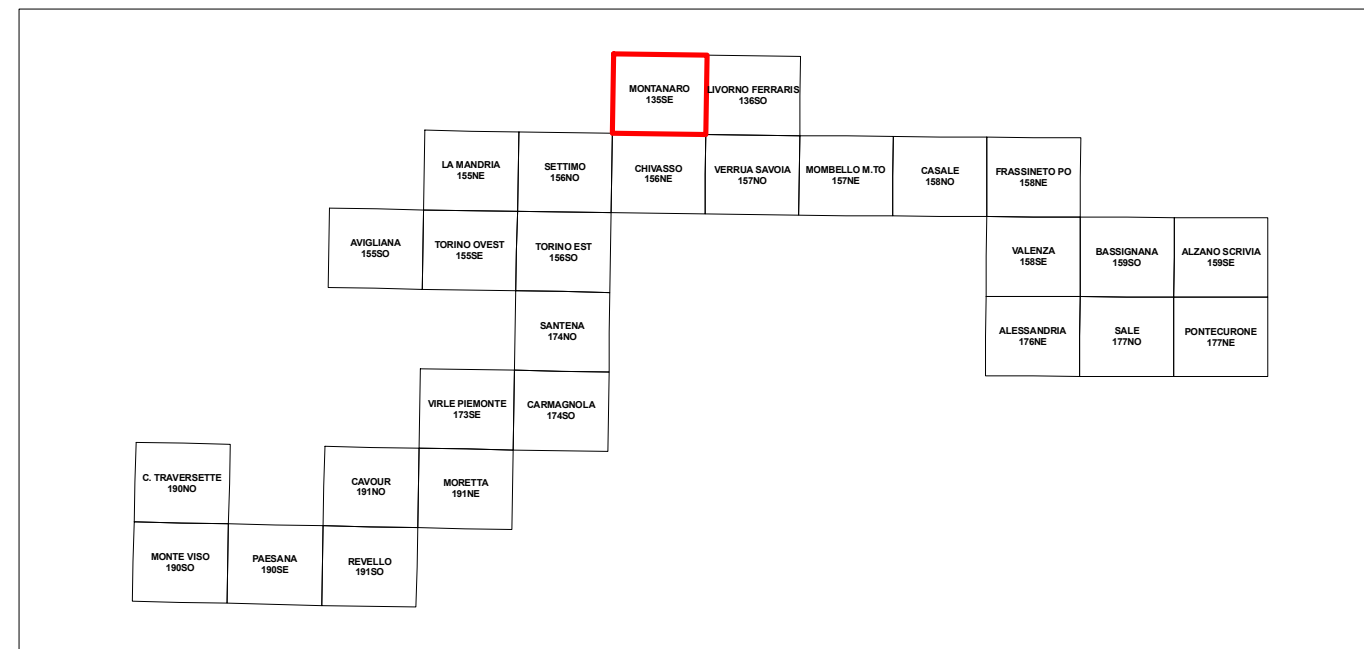 MONTANARO
135SE
LIVORNO FERRARIS
136SO
LA MANDRIA
155NE
SETTIMO
156NO
CHIVASSO
156NE
VERRUA SAVOIA
157NO
MOMBELLO M.TO
157NE
CASALE
158NO
FRASSINETO PO
158NE
AVIGLIANA
155SO
TORINO OVEST
155SE
TORINO EST
156SO
VALENZA
158SE
BASSIGNANA
159SO
ALZANO SCRIVIA
159SE
SANTENA
174NO
ALESSANDRIA
176NE
SALE
177NO
PONTECURONE
177NE
VIRLE PIEMONTE
173SE
CARMAGNOLA
174SO
C. TRAVERSETTE
190NO
CAVOUR
191NO
MORETTA
191NE
MONTE VISO
190SO
PAESANA
190SE
REVELLO
191SO